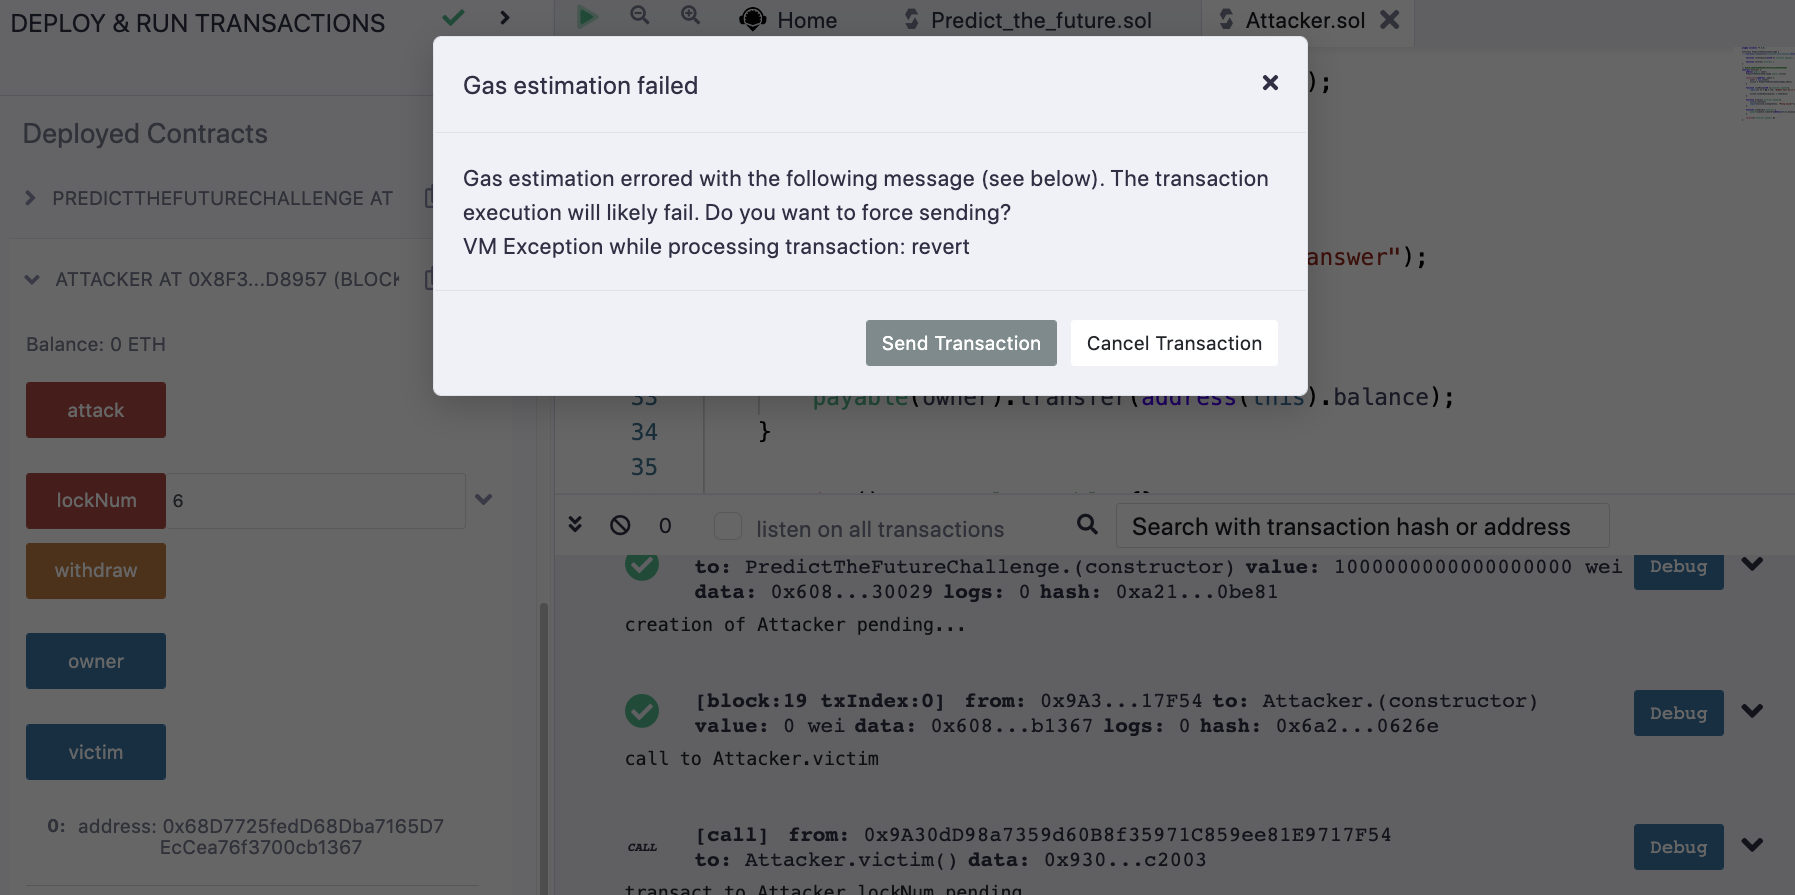 DEPLOY & RUN TRANSACTIONS
Home
Predict_the_future.sol
Attacker.sol
Gas estimation failed
);
Deployed Contracts
Gas estimation errored with the following message (see below). The transaction
execution will likely fail. Do you want to force sending?
VM Exception while processing transaction: revert
PREDICTTHEFUTURECHALLENGE AT
answer");
ATTACKER AT 0X8F3...D8957 (BLOCK
Balance: 0 ETH
Send Transaction
Cancel Transaction
attack
33 payable(owner).transfer(address(this).balance);
34 }
35
lockNum
6
withdraw
owner
victim
0: address: 0x68D7725fedD68Dba7165D7
EcCea76f3700cb1367
0
listen on all transactions
Search with transaction hash or address
to: PredictTheFutureChallenge.(constructor) value: 1000000000000000000 wei
data: 0x608...30029 logs: 0 hash: 0xa21...0be81
Debug
creation of Attacker pending...
[block:19 txIndex:0] from: 0x9A3...17F54 to: Attacker.(constructor)
value: 0 wei data: 0x608...b1367 logs: 0 hash: 0x6a2...0626e
Debug
call to Attacker.victim
CALL
[call] from: 0x9A30dD98a7359d60B8f35971C859ee81E9717F54
to: Attacker.victim() data: 0x930...c2003
Debug
transact to Attacker.lockNum pending